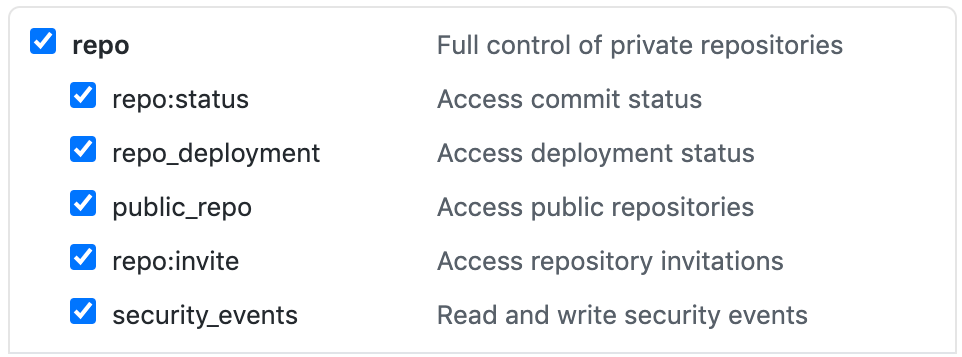 repo Full control of private repositories
repo:status Access commit status
repo_deployment Access deployment status
public_repo Access public repositories
repo:invite Access repository invitations
security_events Read and write security events